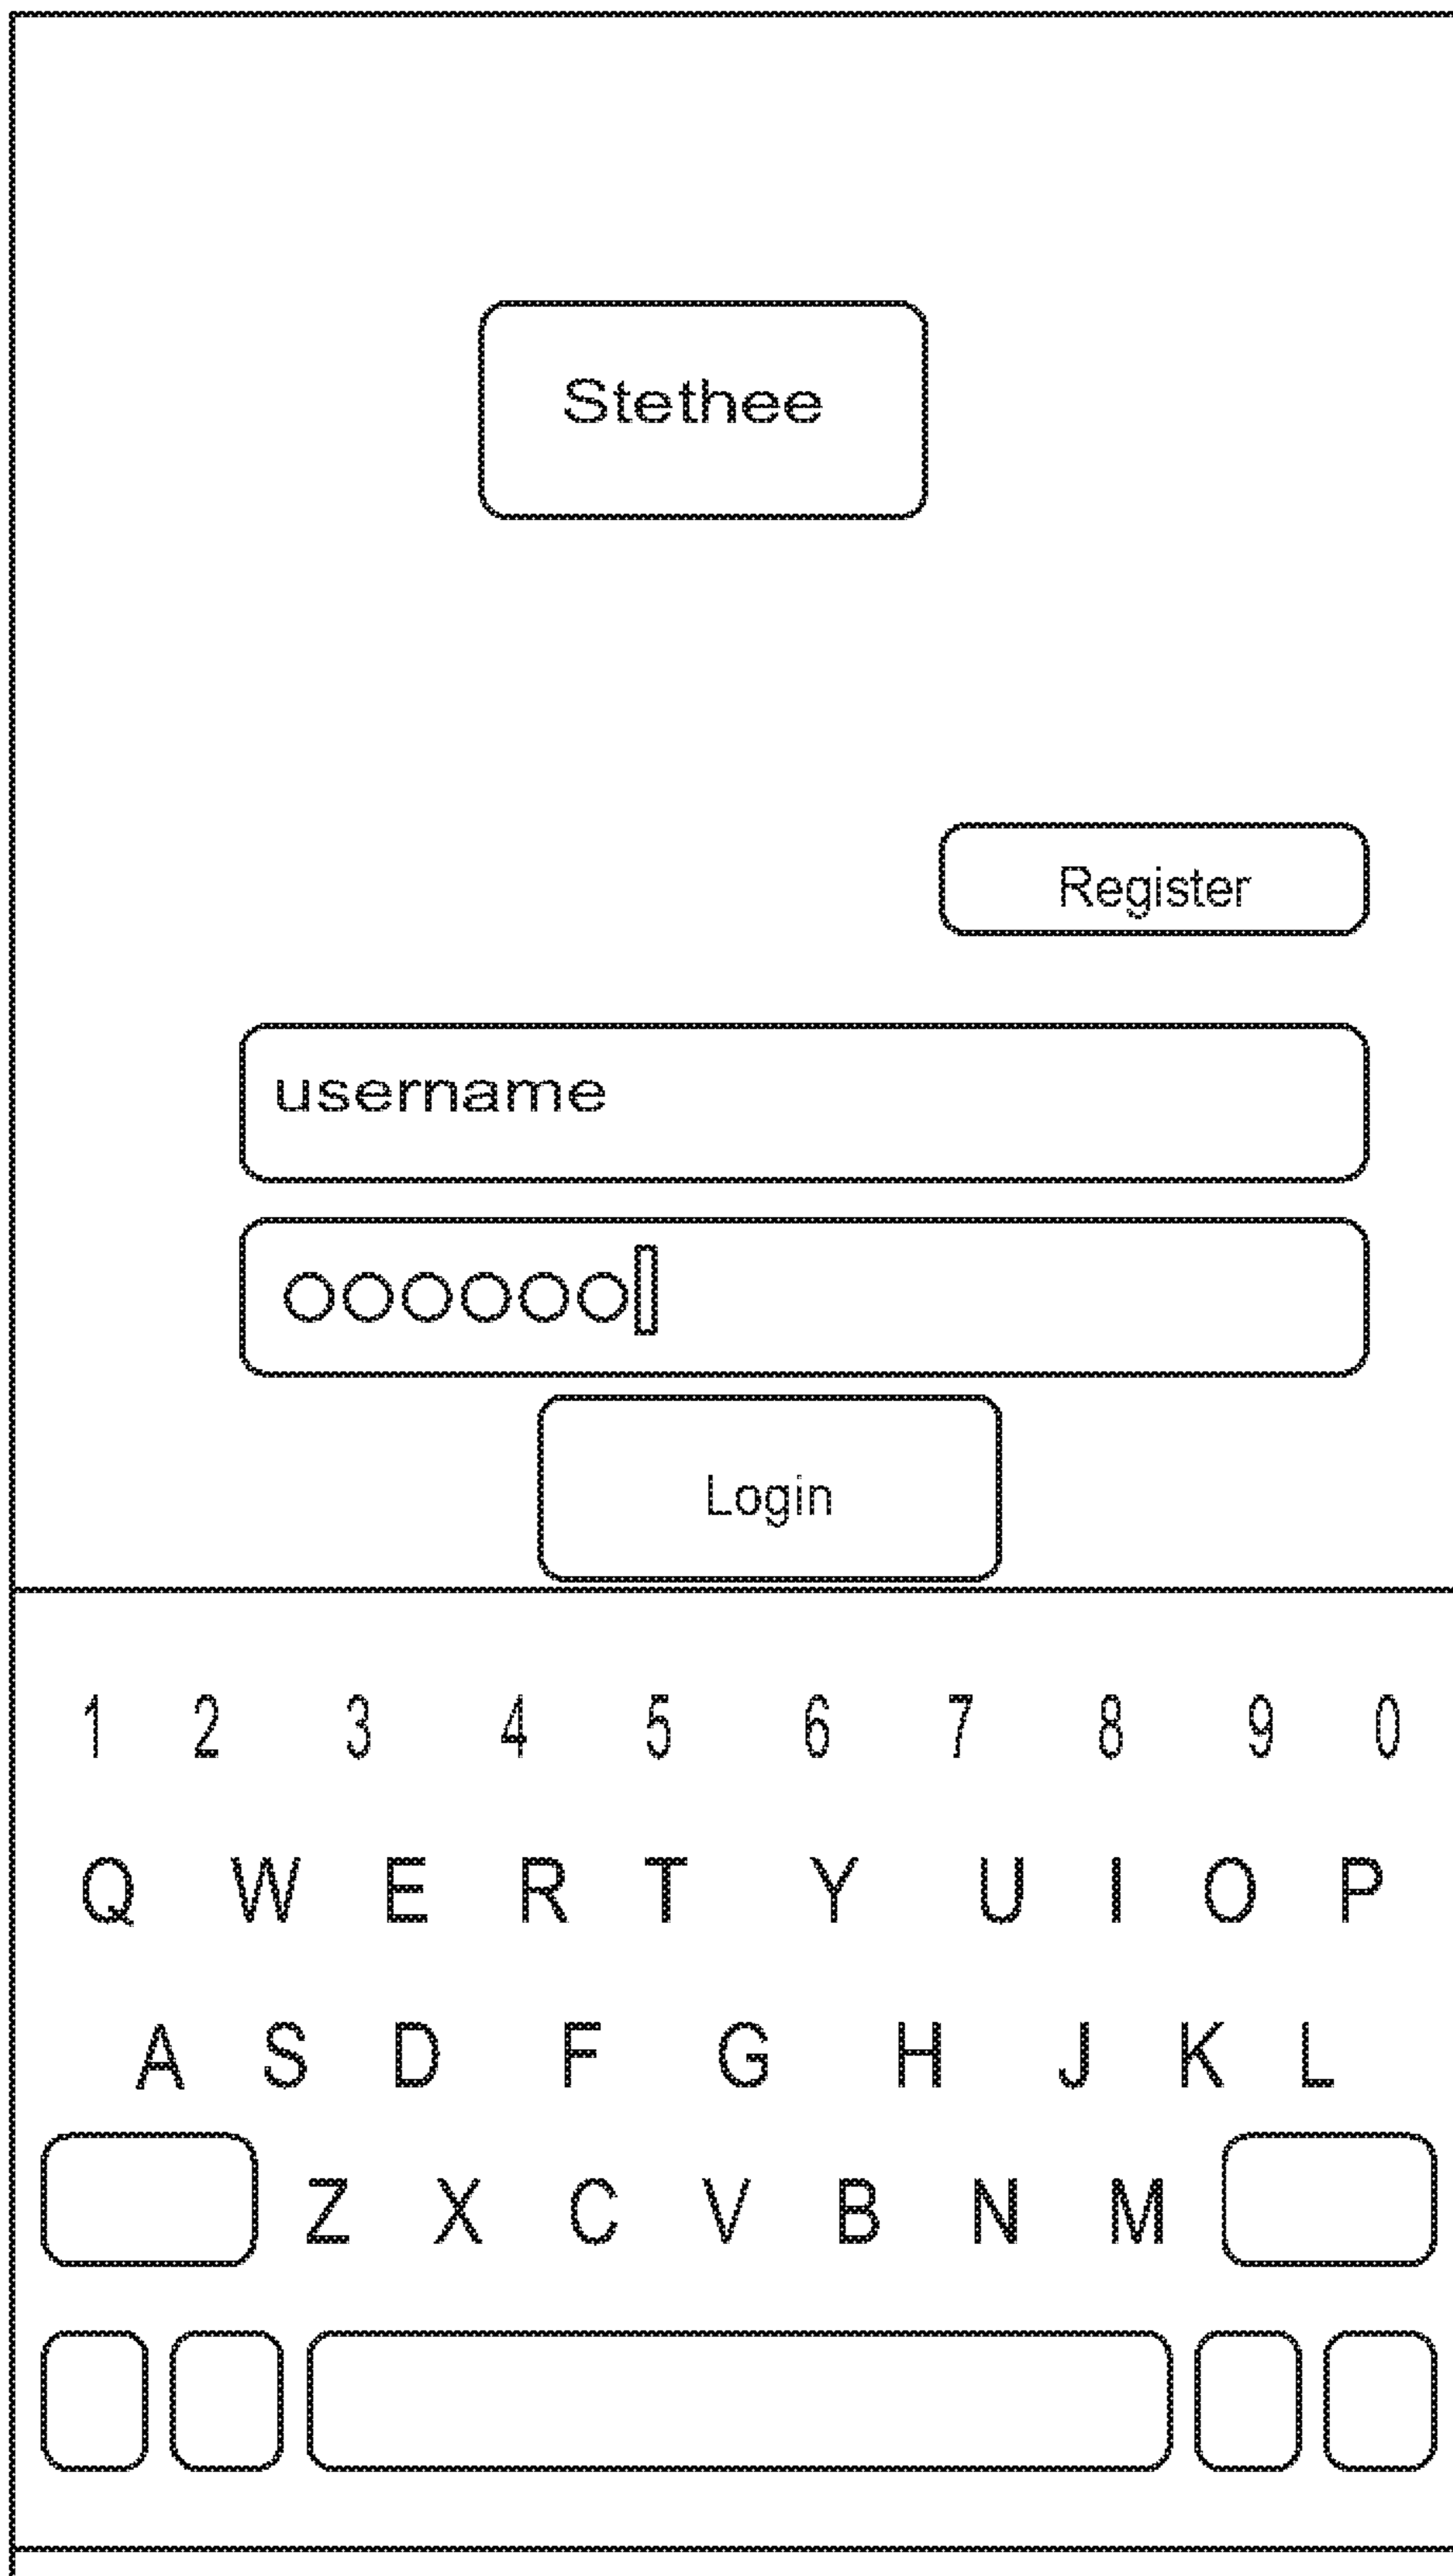 Stethee
Register
username
Login
1 2 3 4 5 6 7 8 9 0
Q W E R T Y U I O P
A S D F G H J K L
Z X C V B N M